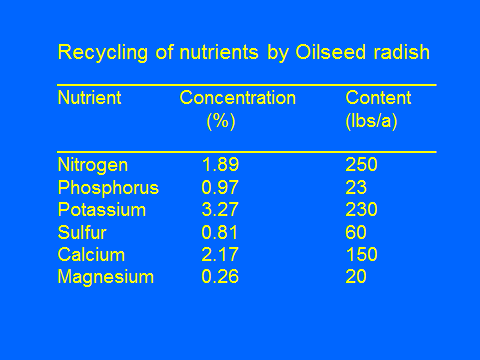 Recycling of nutrients by Oilseed radish
Nutrient Concentration Content
(%) (lbs/a)
Nitrogen 1.89 250
Phosphorus 0.97 23
Potassium 3.27 230
Sulfur 0.81 60
Calcium 2.17 150
Magnesium 0.26 20